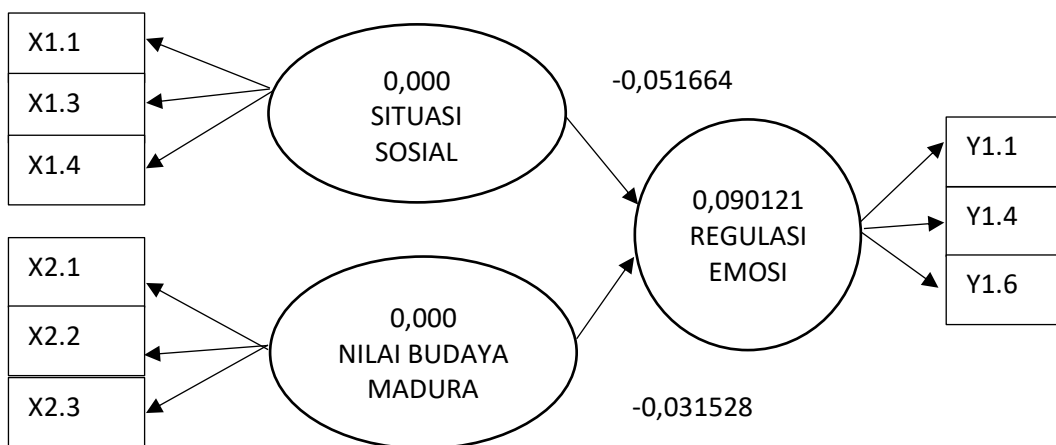 X1.1
X1.3
X1.4
0,000
SITUASI
SOSIAL
-0,051664
X2.1
X2.2
X2.3
0,000
NILAI BUDAYA
MADURA
-0,031528
0,090121
REGULASI
EMOSI
Y1.1
Y1.4
Y1.6